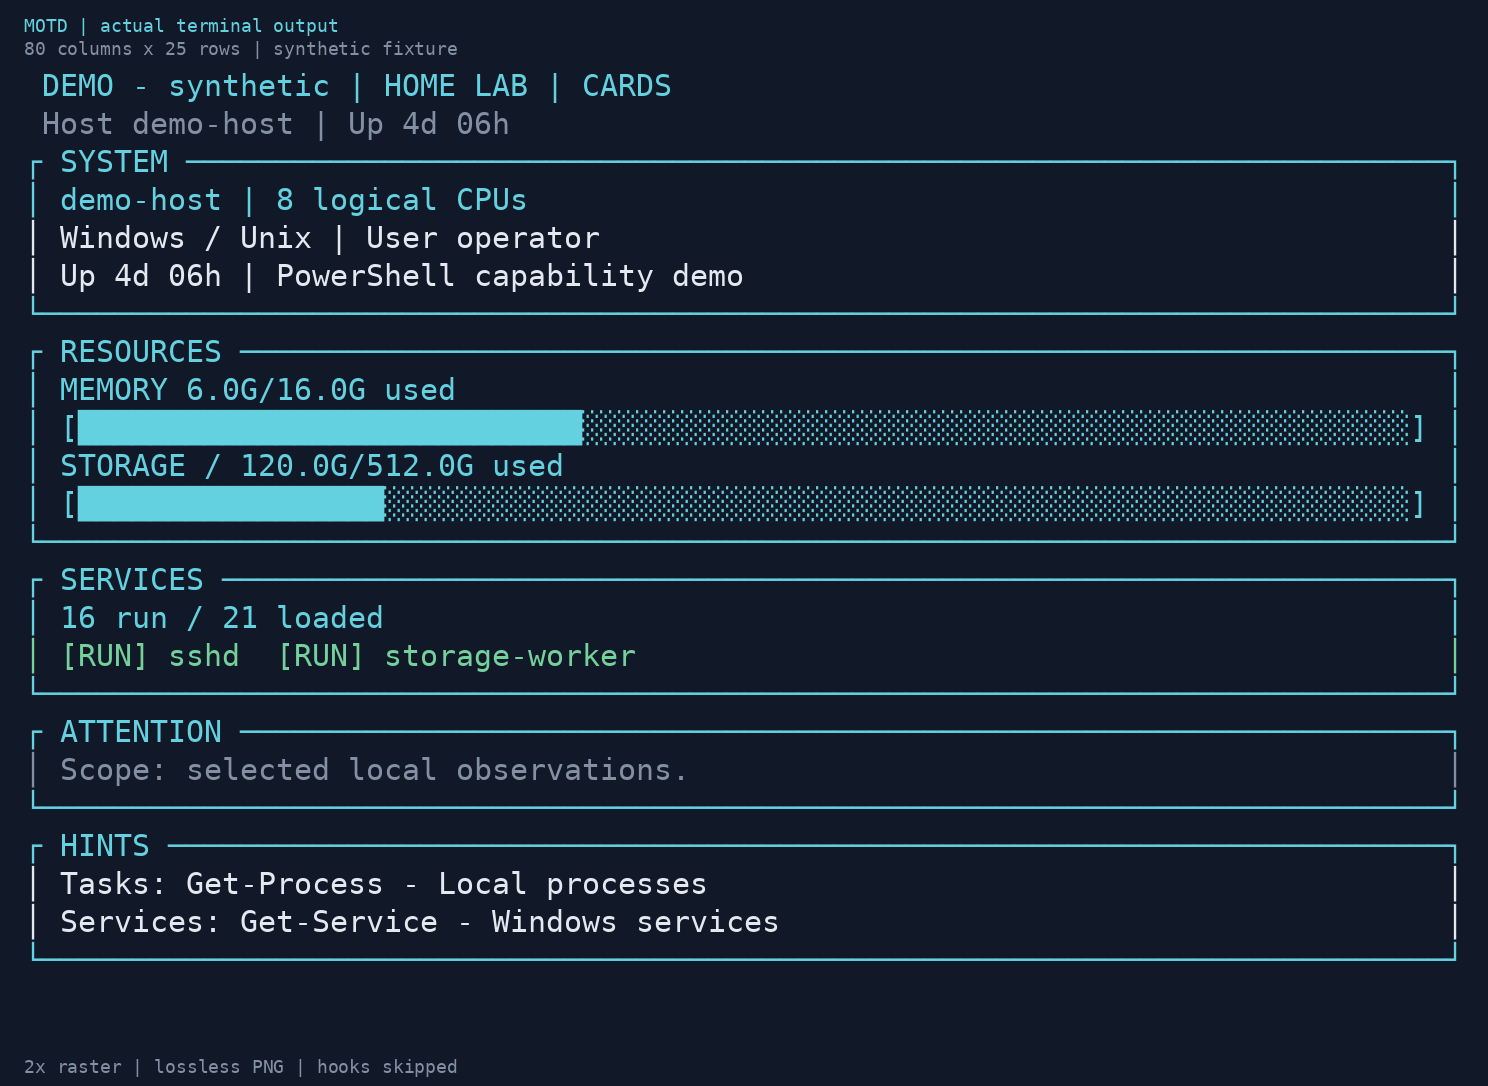 MOTD | actual terminal output
80 columns x 25 rows | synthetic fixture
DEMO - synthetic | HOME LAB | CARDS
Host demo-host | Up 4d 06h
SYSTEM
demo-host | 8 logical CPUs
Windows / Unix | User operator
Up 4d 06h | PowerShell capability demo
RESOURCES
MEMORY 6.0G/16.0G used
STORAGE / 120.0G/512.0G used
SERVICES
16 run / 21 loaded
[RUN] sshd  [RUN] storage-worker
ATTENTION
Scope: selected local observations.
HINTS
Tasks: Get-Process - Local processes
Services: Get-Service - Windows services
2x raster | lossless PNG | hooks skipped